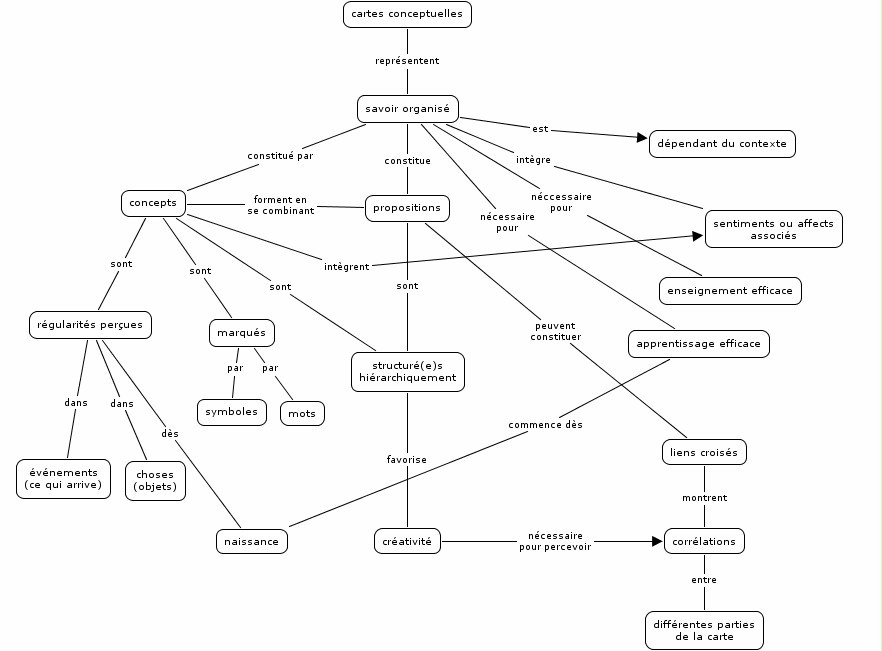 cartes conceptuelles
représentent
savoir organisé
est
dépendant du contexte
constitué par
constitue
intègre
nécessaire
pour
néccessaire
pour
concepts
forment en
se combinant
propositions
sentiments ou affects
associés
sont
sont
sont
intègrent
sont
enseignement efficace
régularités perçues
marqués
peuvent
constituer
apprentissage efficace
structuré(e)s
hiérarchiquement
par
par
dans
dans
dès
symboles
mots
commence dès
événements
(ce qui arrive)
choses
(objets)
favorise
liens croisés
montrent
naissance
créativité
nécessaire
pour percevoir
corrélations
entre
différentes parties
de la carte